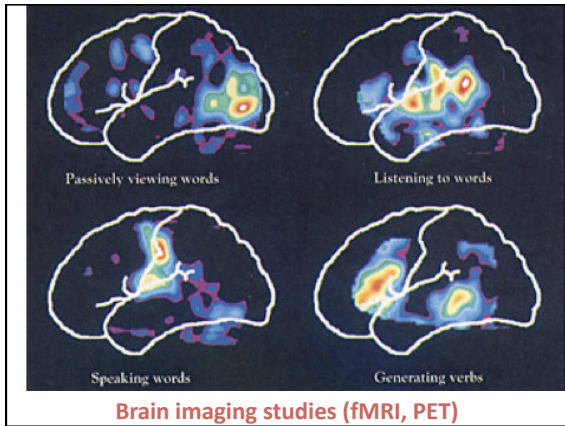 Passively viewing words
Listening to words
Speaking words
Generating verbs
Brain imaging studies (fMRI, PET)